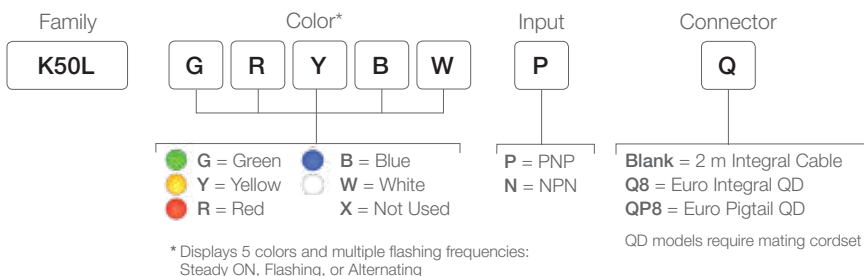 Family
Color*
Input
Connector
K50L
G R Y B W
P
Q
G = Green
Y = Yellow
R = Red
B = Blue
W = White
X = Not Used
P = PNP
N = NPN
Blank = 2 m Integral Cable
Q8 = Euro Integral QD
QP8 = Euro Pigtail QD
QD models require mating cordset
* Displays 5 colors and multiple flashing frequencies:
Steady ON, Flashing, or Alternating